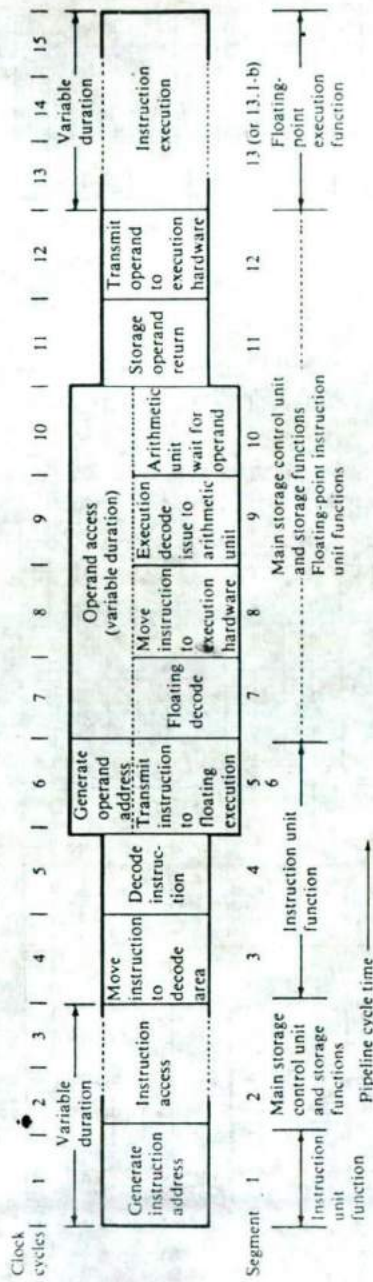 Clock
cycles
1 2 3 4 5 6 7 8 9 10 11 12 13 14 15
Variable
duration
Variable
duration
Generate
instruction
address
Instruction
access
Move
instruction
to
decode
area
Decode
instruc-
tion
Generate
operand
address
Transmit
instruction
to
floating
execution
Operand access
(variable duration)
Floating
decode
Move
instruction
to
execution
hardware
Execution
decode
issue to
arithmetic
unit
Arithmetic
unit
wait for
operand
Storage
operand
return
Transmit
operand
to
execution
hardware
Instruction
execution
Segment 1 2 3 4 5 7 8 9 10 11 12 13 (or 13.1-b)
6
Instruction
unit
function
Main storage
control unit
and storage
functions
Instruction unit
function
Main storage control unit
and storage functions
Floating-point instruction
unit functions
Floating-
point
execution
function
Pipeline cycle time